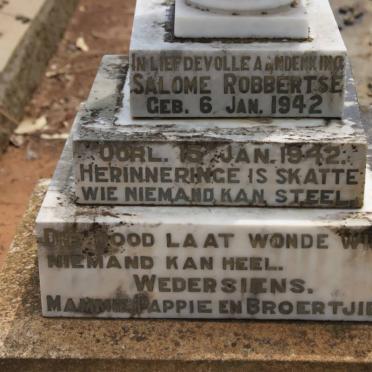 IN LIEFDEVOLLE AANDENKING
SALOME ROBBERTSE
GEB. 6 JAN. 1942
OORL. 15 JAN. 1942.
HERINNERINGE IS SKATTE
WIE NIEMAND KAN STEEL.
DIE DOOD LAAT WONDE
NIEMAND KAN HEEL.
WEDERSIENS.
MAMMIE PAPPIE EN BROERTJIE